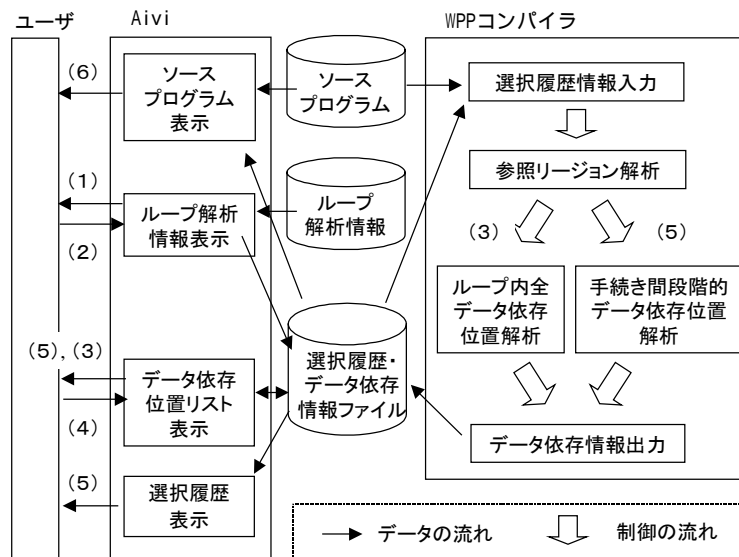 ユーザ
Aivi
WPPコンパイラ
(6)
ソース
プログラム
表示
ソース
プログラム
選択履歴情報入力
参照リージョン解析
(1)
(2)
ループ解析
情報表示
ループ
解析情報
(3)
(5)
ループ内全
データ依存
位置解析
手続き間段階的
データ依存位置
解析
(5),(3)
(4)
データ依存
位置リスト
表示
選択履歴・
データ依存
情報ファイル
データ依存情報出力
(5)
選択履歴
表示
データの流れ
制御の流れ